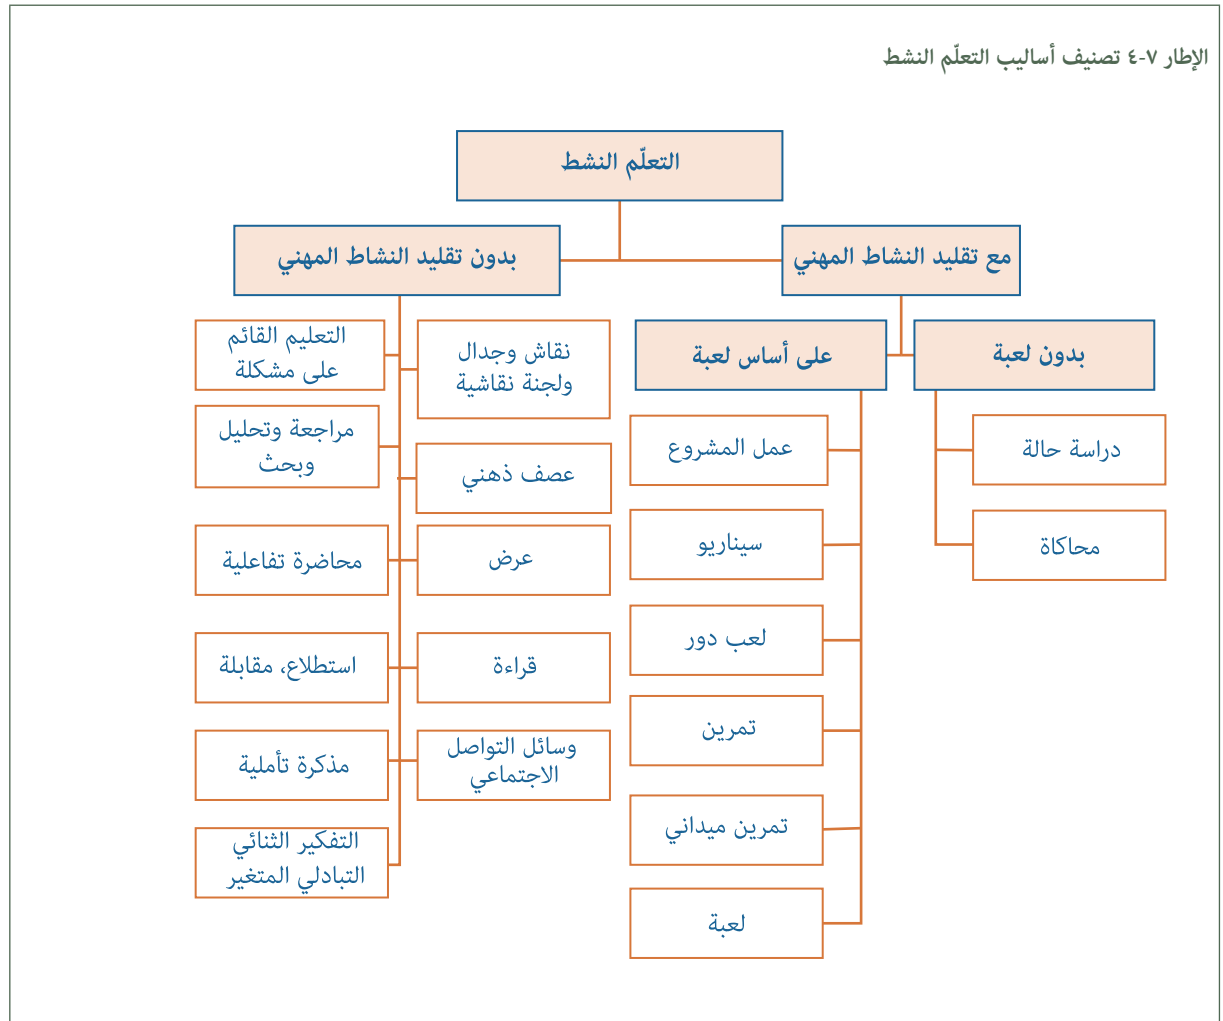 الإطار ٧-٤ تصنيف أساليب التعلّم النشط
التعلّم النشط
مع تقليد النشاط المهني
بدون تقليد النشاط المهني
بدون لعبة
على أساس لعبة
دراسة حالة
محاكاة
عمل المشروع
سيناريو
لعب دور
تمرين
تمرين ميداني
لعبة
نقاش وجدال
ولجنة نقاشية
عصف ذهني
عرض
قراءة
وسائل التواصل
الاجتماعي
التعليم القائم
على مشكلة
مراجعة وتحليل
وبحث
محاضرة تفاعلية
استطلاع، مقابلة
مذكرة تأملية
التفكير الثنائي
التبادلي المتغير